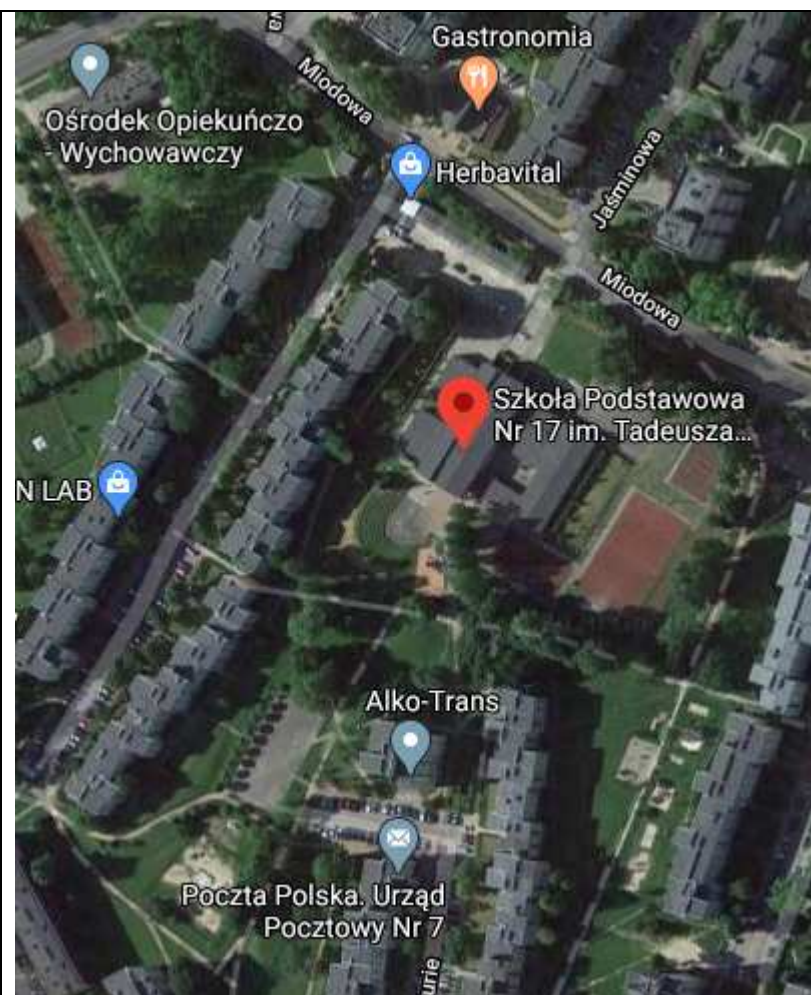 Gastronomia
Miodowa
Ośrodek Opiekuńczo
- Wychowawczy
Herbavital
Jaśminowa
Miodowa
Szkoła Podstawowa
Nr 17 im. Tadeusza...
N LAB
Alko-Trans
Poczta Polska. Urząd
Pocztowy Nr 7
urie